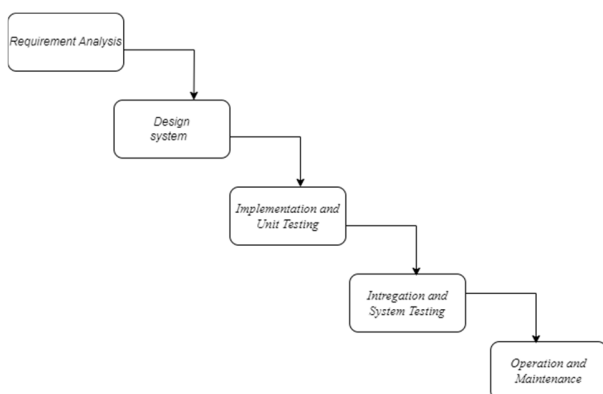 Requirement Analysis
Design
system
Implementation and
Unit Testing
Intregation and
System Testing
Operation and
Maintenance